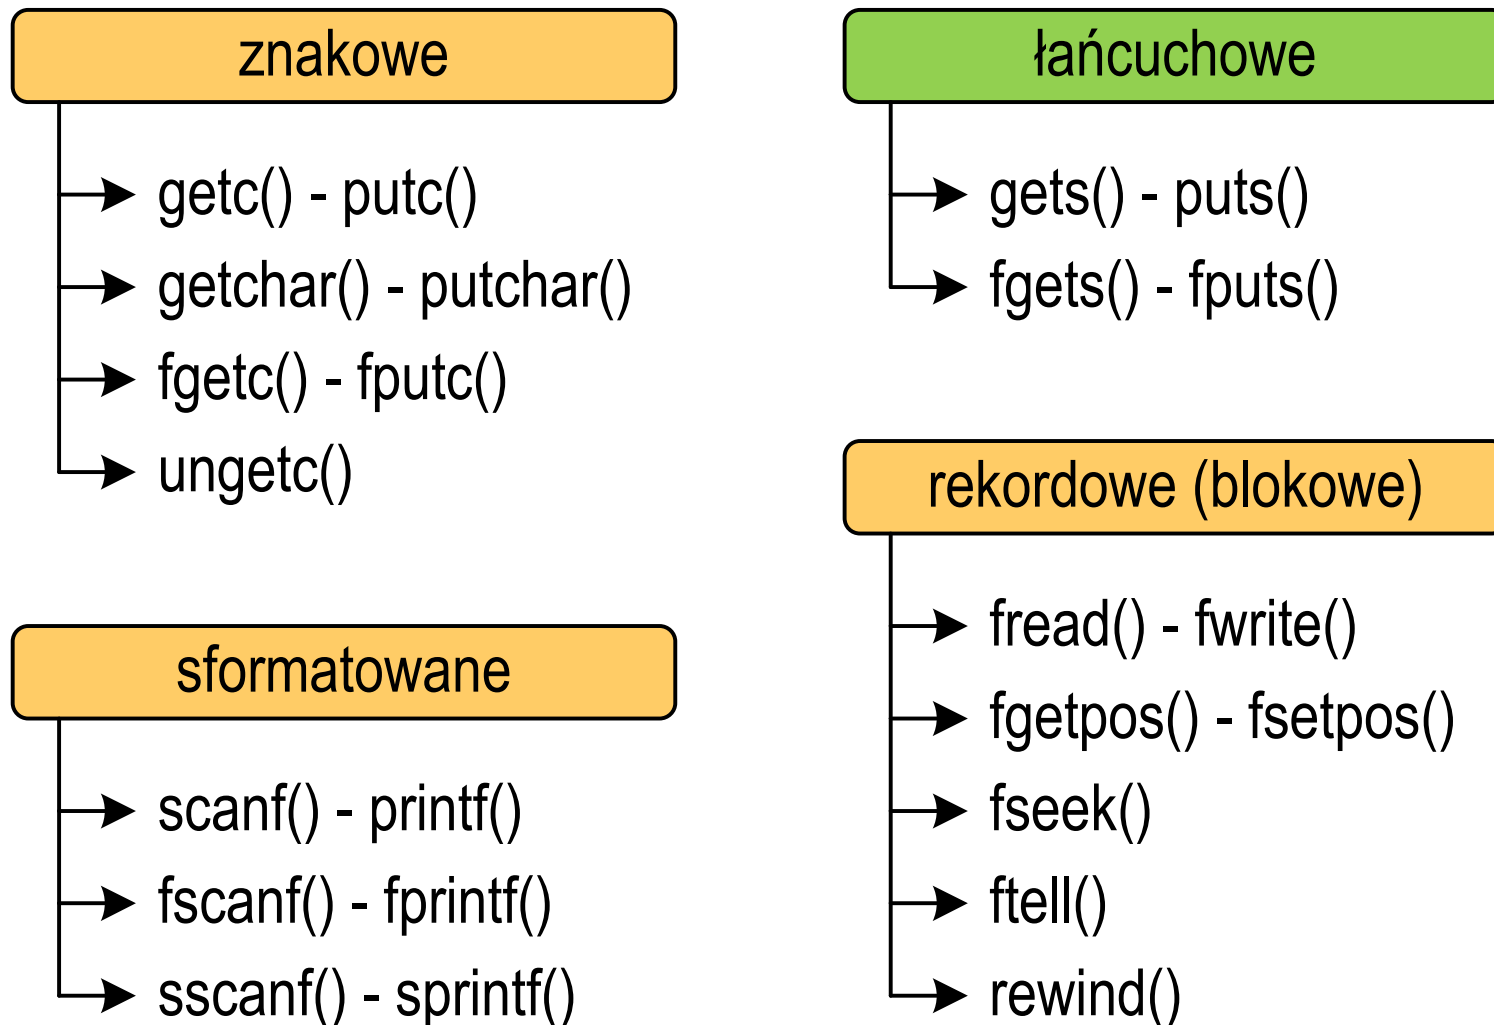 znakowe
getc() - putc()
getchar() - putchar()
fgetc() - fputc()
ungetc()
sformatowane
scanf() - printf()
fscanf() - fprintf()
sscanf() - sprintf()
łańcuchowe
gets() - puts()
fgets() - fputs()
rekordowe (blokowe)
fread() - fwrite()
fgetpos() - fsetpos()
fseek()
ftell()
rewind()